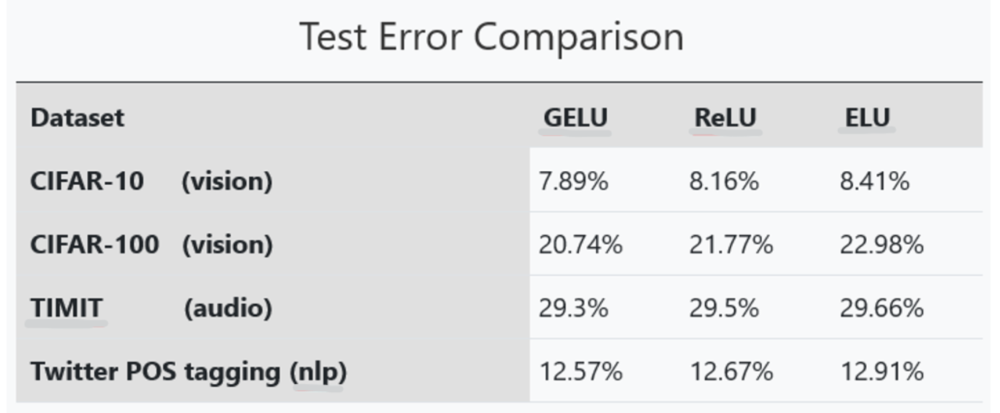 Test Error Comparison
Dataset GELU ReLU ELU
CIFAR-10 (vision) 7.89% 8.16% 8.41%
CIFAR-100 (vision) 20.74% 21.77% 22.98%
TIMIT (audio) 29.3% 29.5% 29.66%
Twitter POS tagging (nlp) 12.57% 12.67% 12.91%